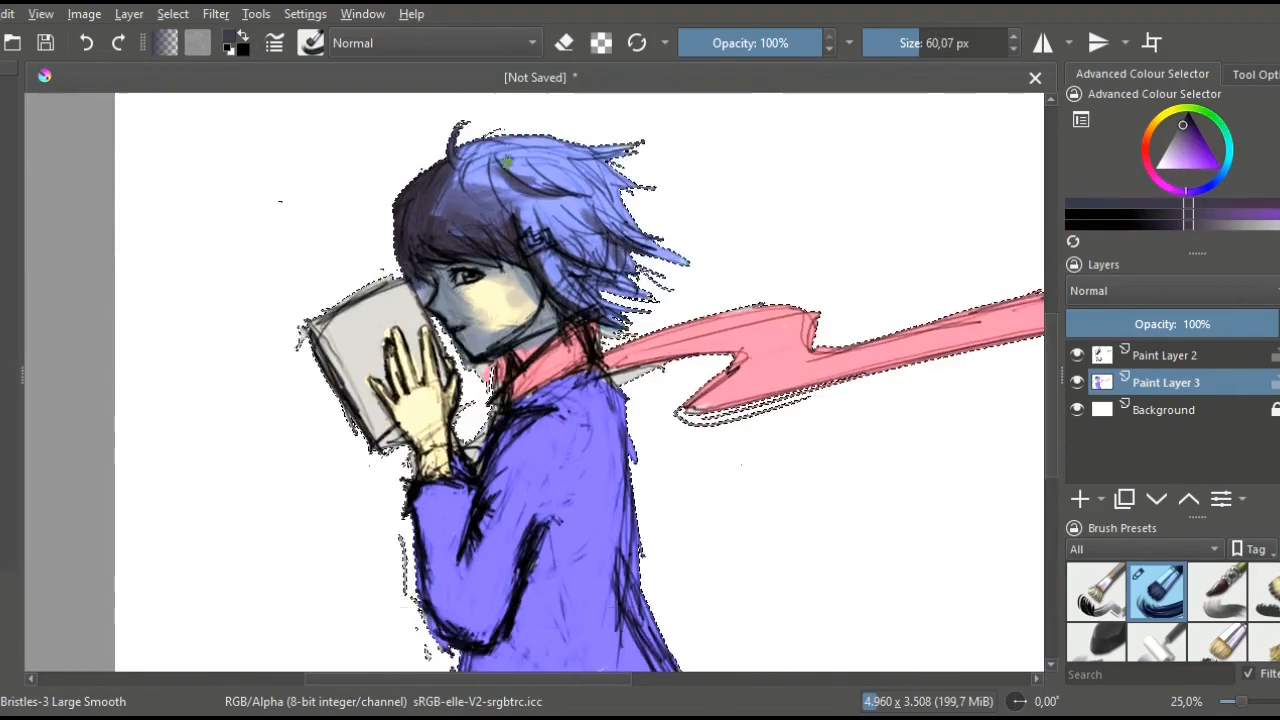 dit View Image Layer Select Filter Tools Settings Window Help
Normal Opacity: 100% Size: 60,07 px
[Not Saved] *
Advanced Colour Selector Tool Opti
Advanced Colour Selector
Layers
Normal
Opacity: 100%
Paint Layer 2
Paint Layer 3
Background
Brush Presets
All Tag
Search Filte
Bristles-3 Large Smooth RGB/Alpha (8-bit integer/channel) sRGB-elle-V2-srgbtrc.icc 4.960 x 3.508 (199,7 MiB) 0,00° 25,0%